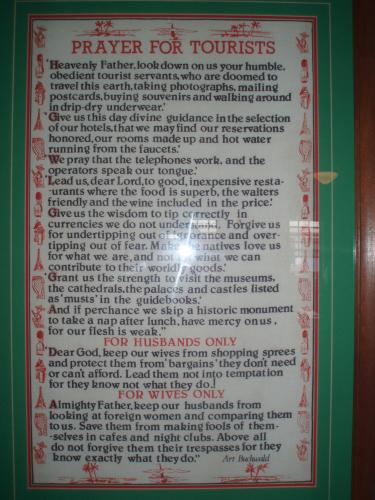 PRAYER FOR TOURISTS
"Heavenly Father, look down on us your humble,
obedient tourist servants, who are doomed to
travel this earth, taking photographs, mailing
postcards, buying souvenirs and walking around
in drip-dry underwear.'
'Give us this day divine guidance in the selection
of our hotels, that we may find our reservations
honored, our rooms made up and hot water
running from the faucets.'
'We pray that the telephones work, and the
operators speak our tongue.'
'Lead us, dear Lord, to good, inexpensive resta-
-urants where the food is superb, the waiters
friendly and the wine included in the price.'
'Give us the wisdom to tip correctly in
currencies we do not understand. Forgive us
for undertipping out of ignorance and over-
tipping out of fear. Make the natives love us
for what we are, and not for what we can
contribute to their worldly goods.'
'Grant us the strength to visit the museums,
the cathedrals, the palaces and castles listed
as 'musts' in the guidebooks.'
'And if perchance we skip a historic monument
to take a nap after lunch, have mercy on us,
for our flesh is weak."
FOR HUSBANDS ONLY
'Dear God, keep our wives from shopping sprees
and protect them from 'bargains' they dont need
or can't afford. Lead them not into temptation
for they know not what they do.'
FOR WIVES ONLY
'Almighty Father, keep our husbands from
looking at foreign women and comparing them
to us. Save them from making fools of them-
-selves in cafes and night clubs. Above all
do not forgive them their trespasses for they
know exactly what they do." Art Buchwald